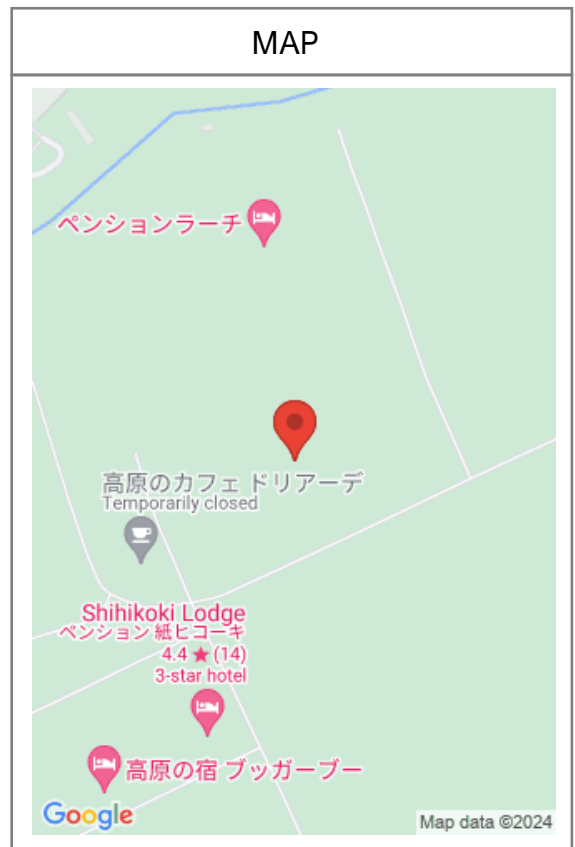 MAP
ペンションラーチ
高原のカフェ ドリアーデ
Temporarily closed
Shihikoki Lodge
ペンション 紙ヒコーキ
4.4 ★ (14)
3-star hotel
高原の宿 ブッガーブー
Google
Map data ©2024